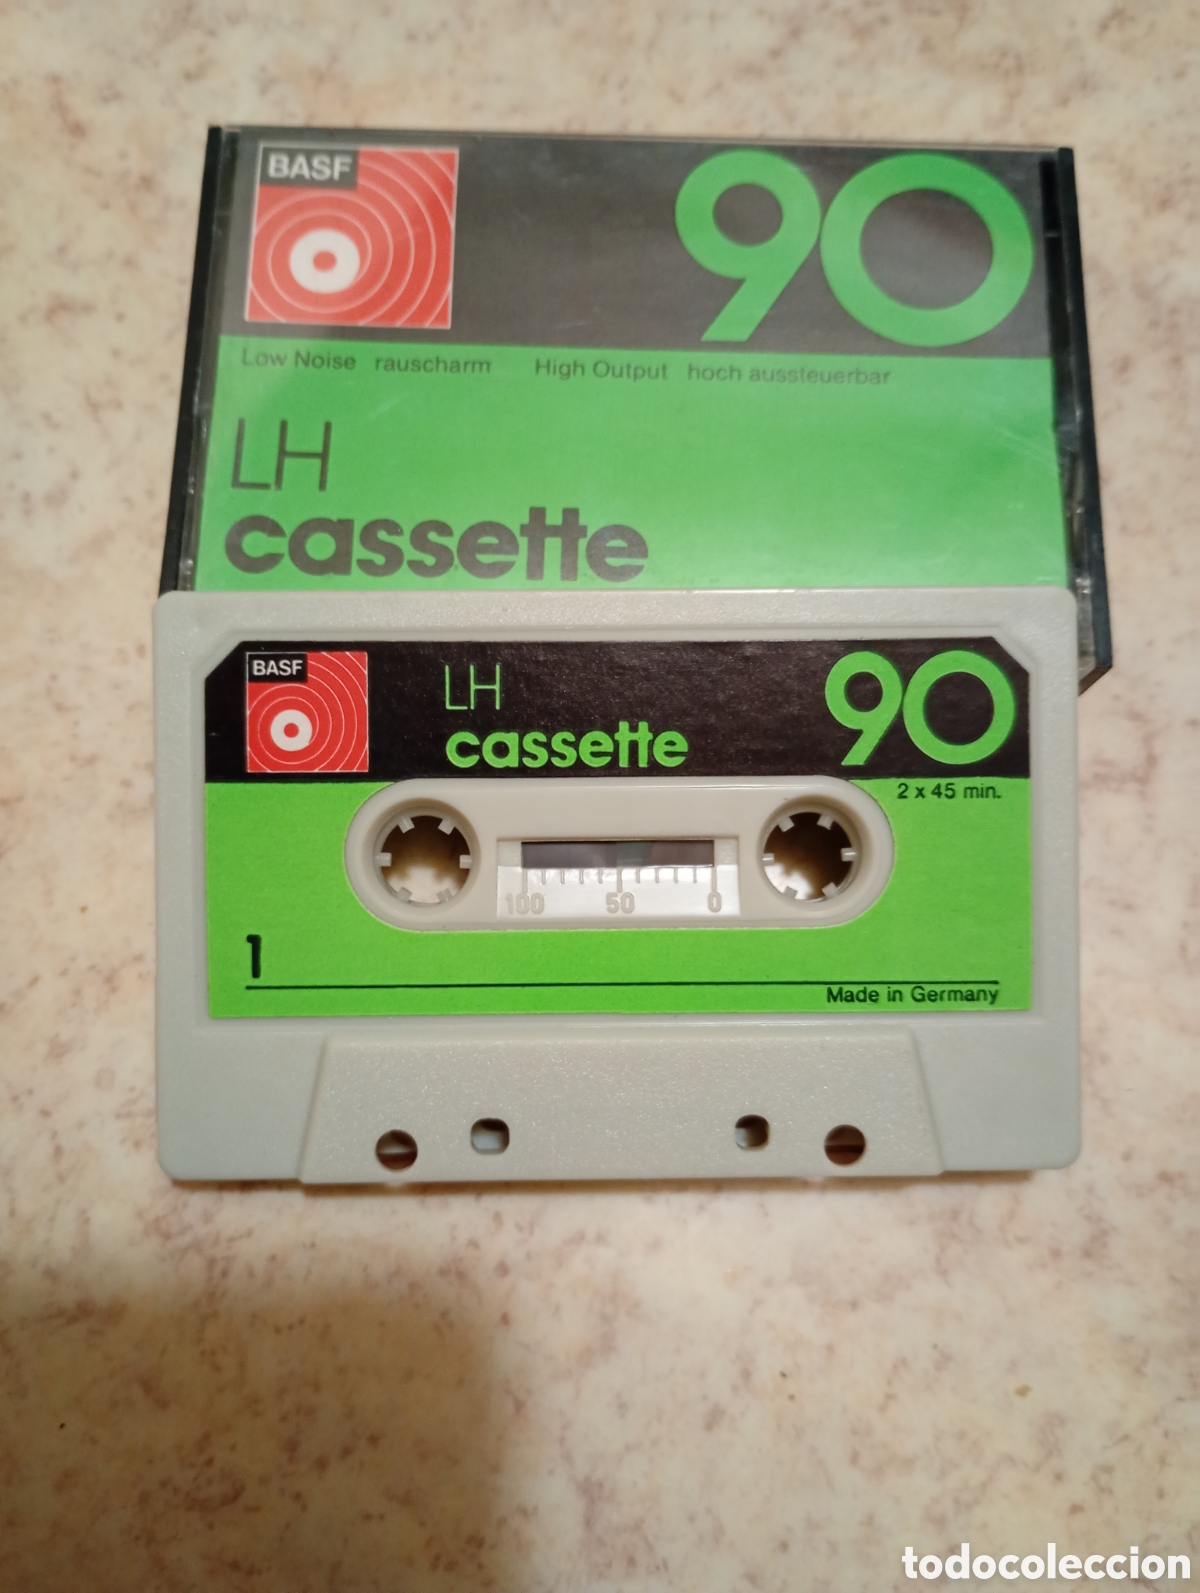 BASF
90
Low Noise rauscharm High Output hoch aussteuerbar
LH
cassette
BASF
LH
cassette
90
2 x 45 min.
100 50 0
1
Made in Germany
todocoleccion